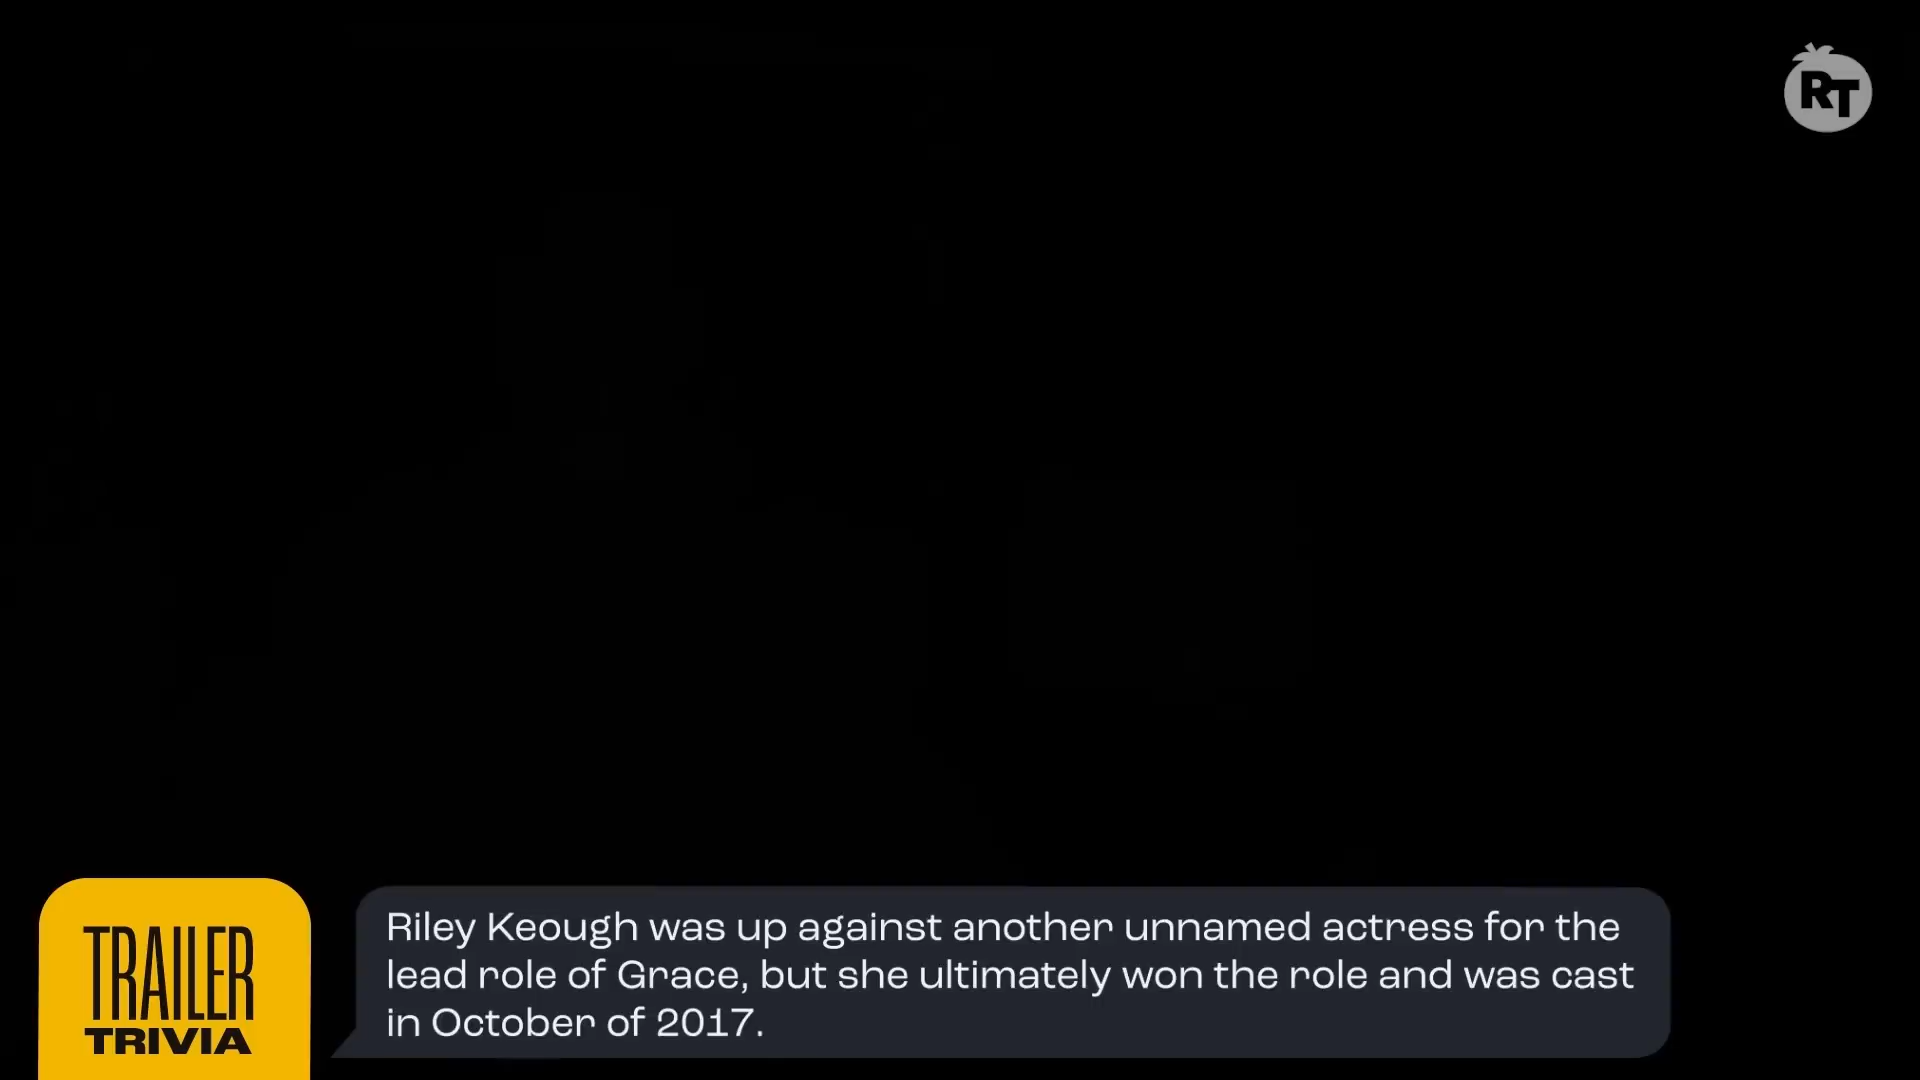 RT
Riley Keough was up against another unnamed actress for the
lead role of Grace, but she ultimately won the role and was cast
in October of 2017.
TRAILER
TRIVIA